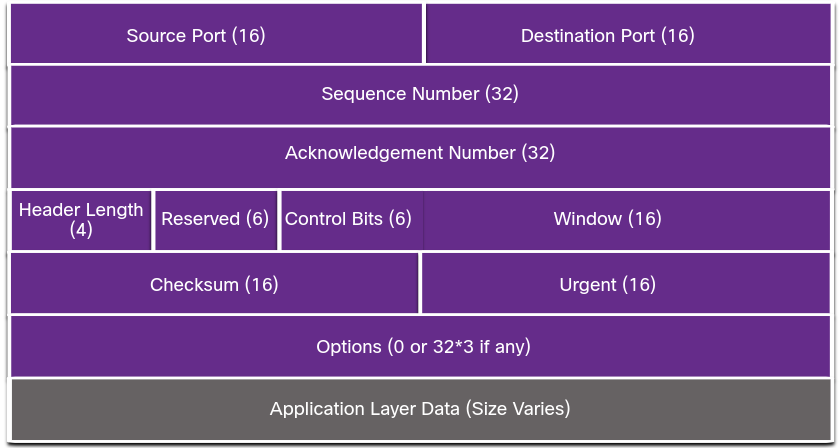 Source Port (16)
Destination Port (16)
Sequence Number (32)
Acknowledgement Number (32)
Header Length
(4)
Reserved (6)
Control Bits (6)
Window (16)
Checksum (16)
Urgent (16)
Options (0 or 32*3 if any)
Application Layer Data (Size Varies)